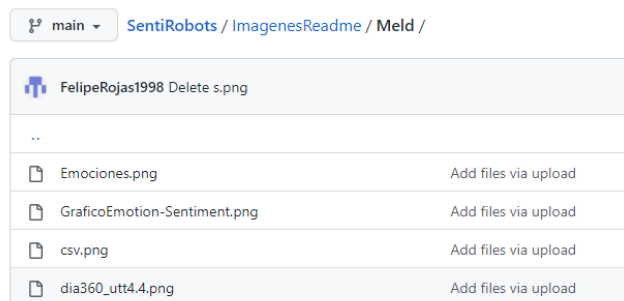 main
SentiRobots / ImagenesReadme / Meld /
FelipeRojas1998 Delete s.png
..
Emociones.png Add files via upload
GraficoEmotion-Sentiment.png Add files via upload
csv.png Add files via upload
dia360_utt4.4.png Add files via upload